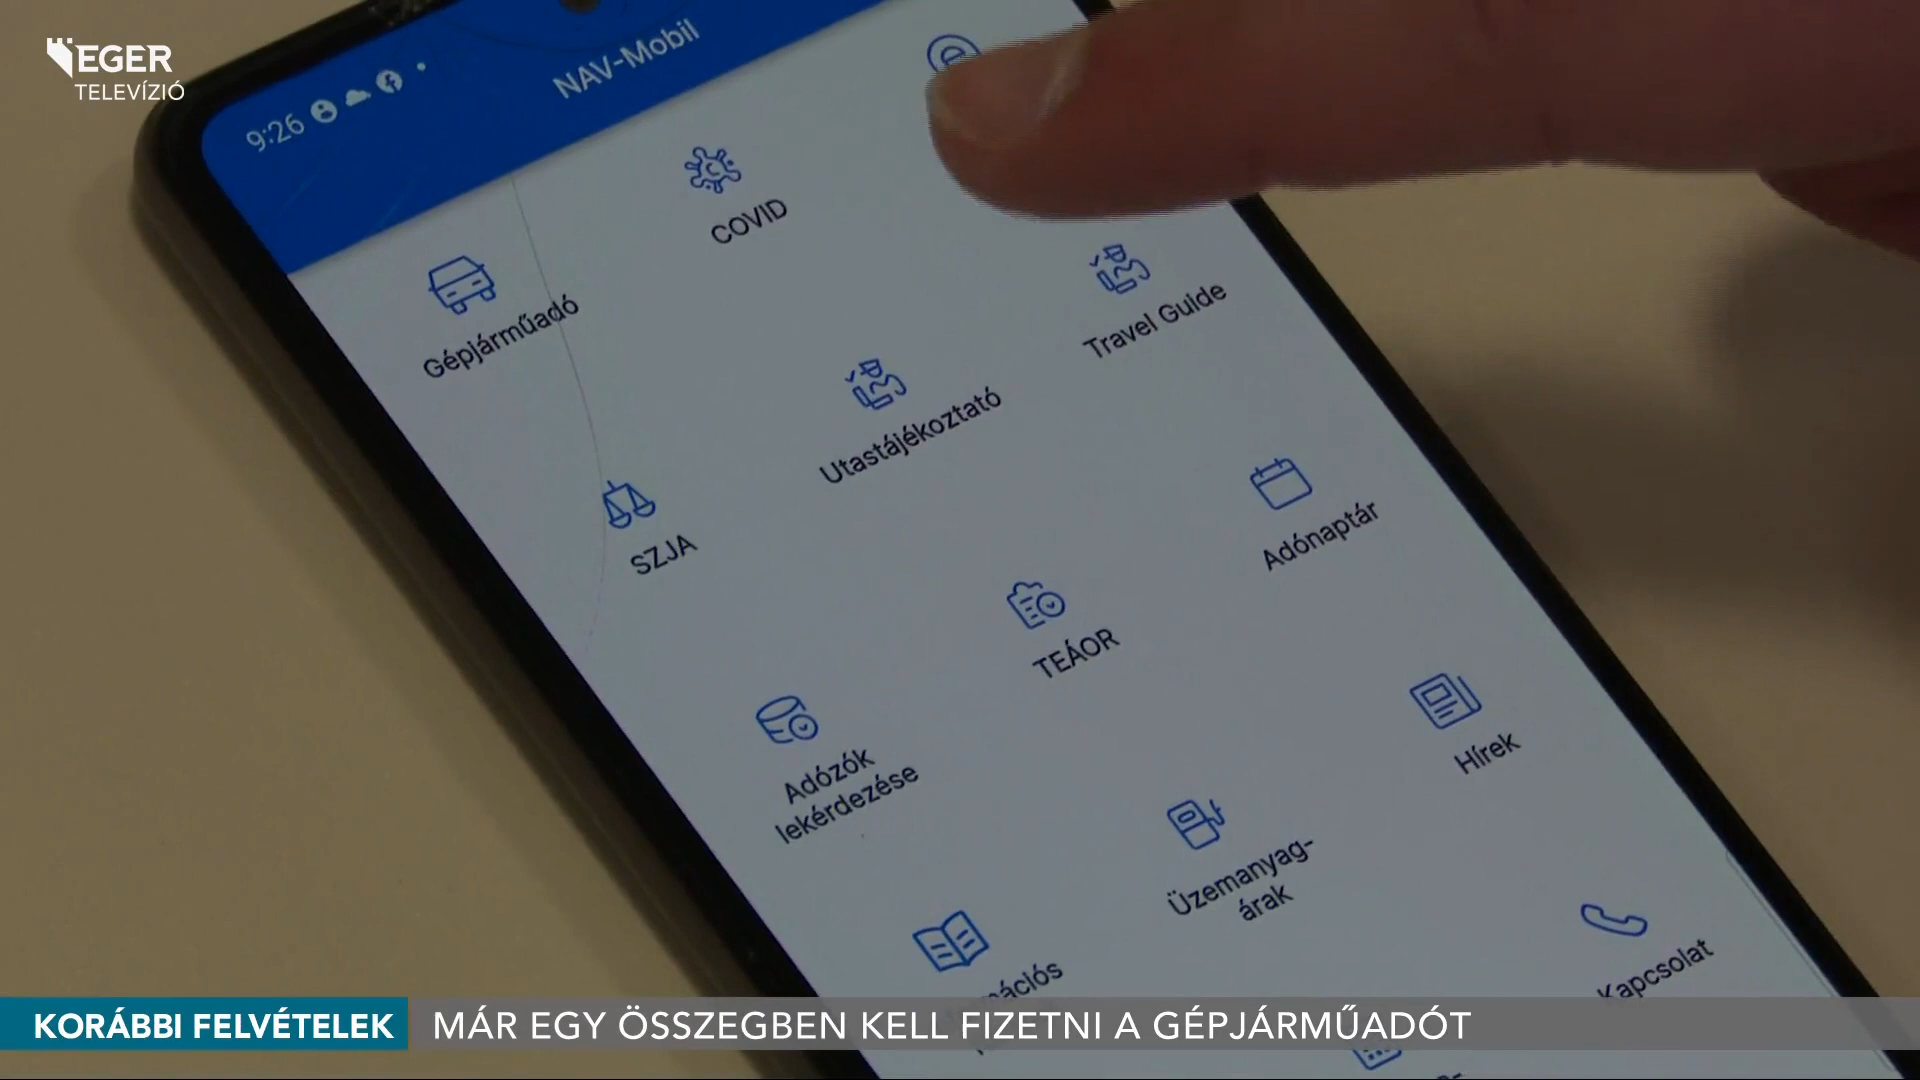 EGER
TELEVÍZIÓ
9:26
NAV-Mobil
COVID
Gépjárműadó
Travel Guide
Utastájékoztató
SZJA
Adónaptár
TEÁOR
Adózók
lekérdezése
Hírek
Üzemanyag-
árak
Kapcsolat
KORÁBBI FELVÉTELEK
MÁR EGY ÖSSZEGBEN KELL FIZETNI A GÉPJÁRMŰADÓT